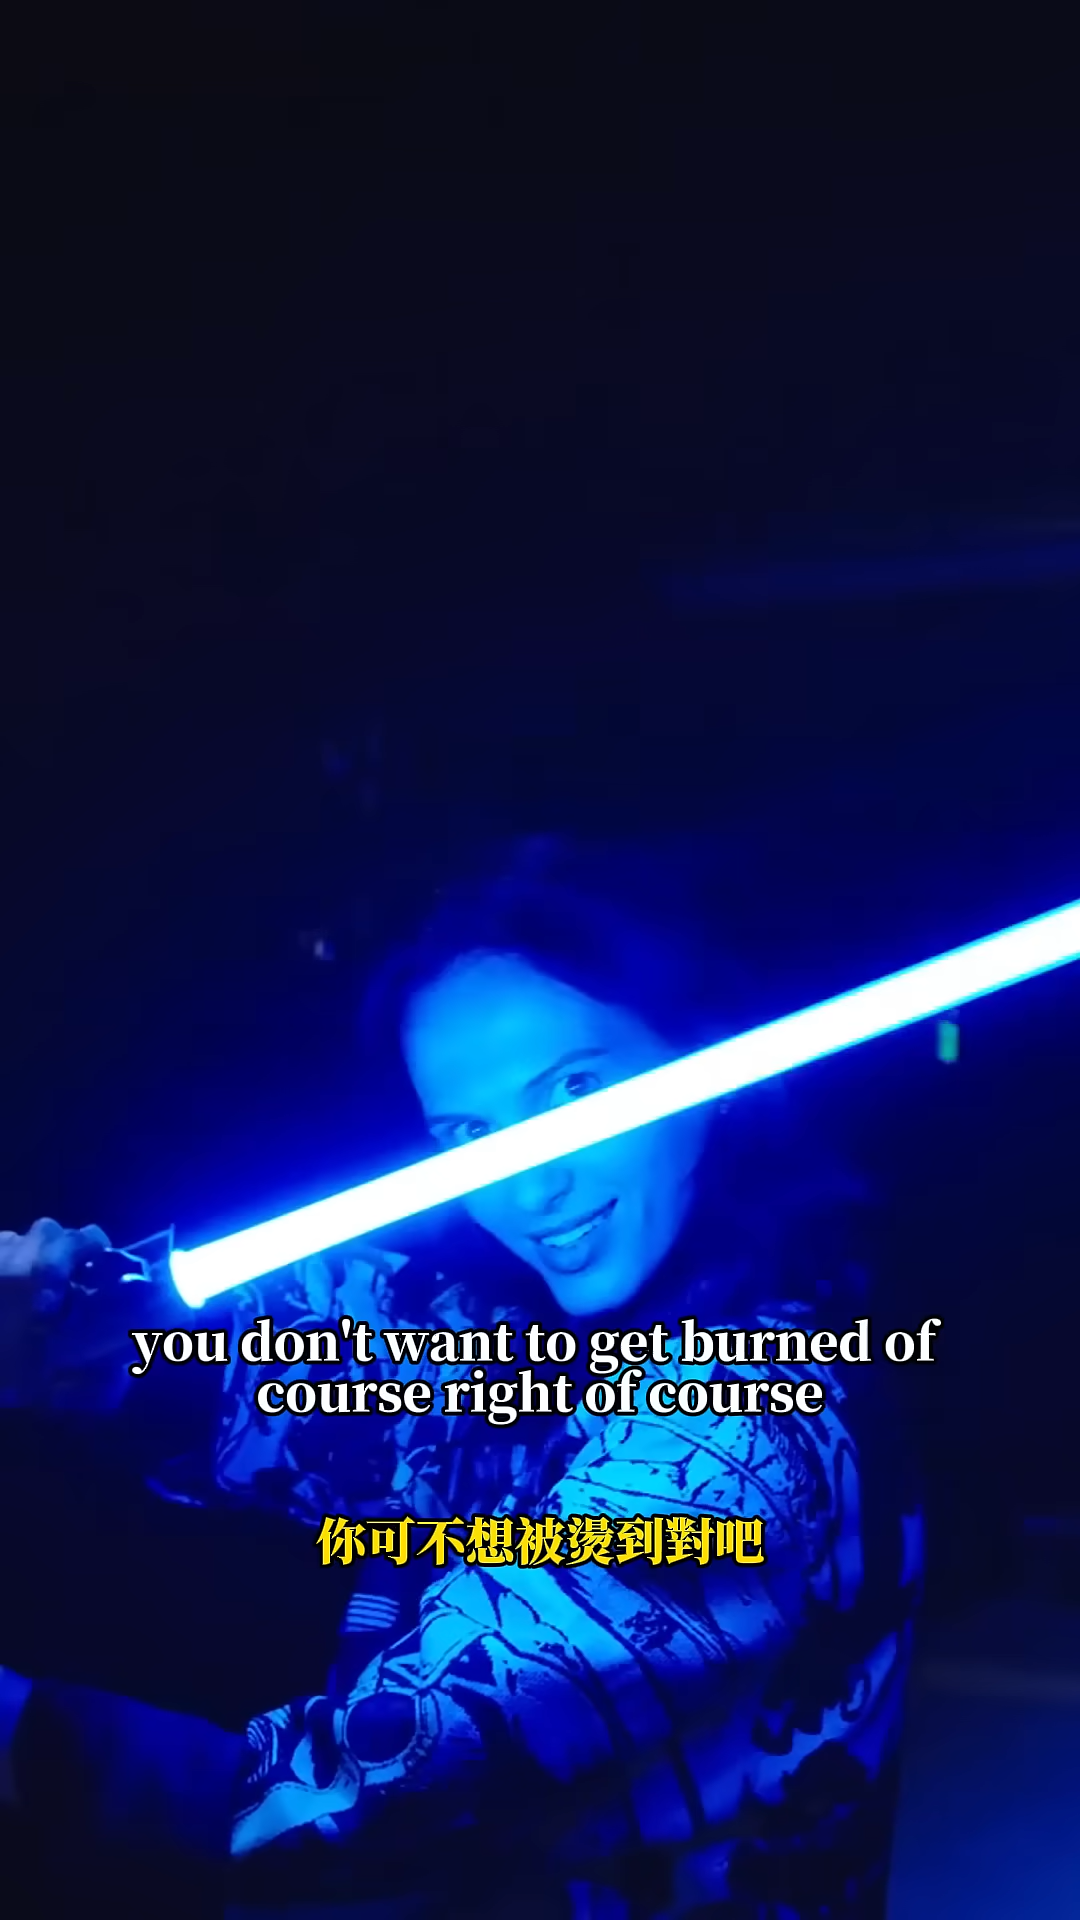 you don't want to get burned of
course right of course
你可不想被燙到對吧